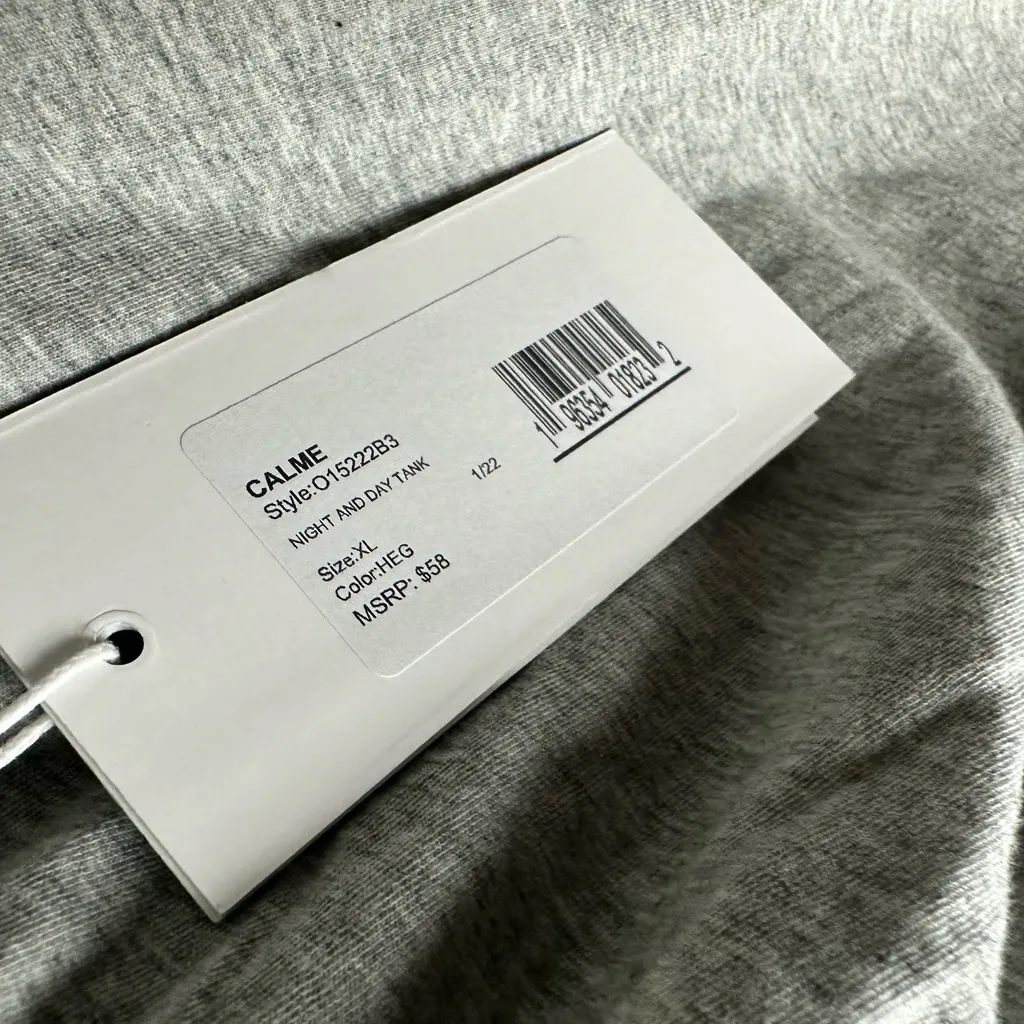 CALME
Style:O15222B3
NIGHT AND DAY TANK
1/22
Size:XL
Color:HEG
MSRP: $58
1 96354 01823 2